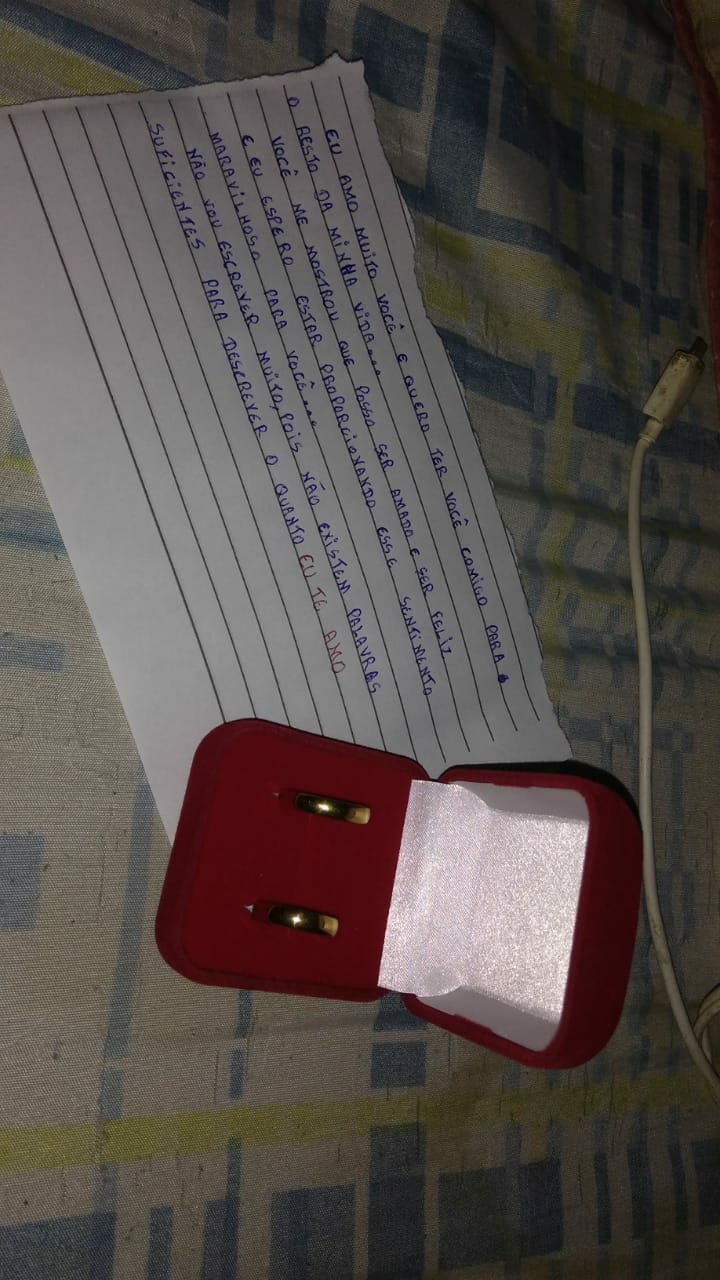 EU AMO MUITO VOCÊ E QUERO TER VOCÊ COMIGO PARA
O RESTO DA MINHA VIDA...
VOCÊ ME MOSTROU QUE POSSO SER AMADO E SER FELIZ
E EU ESPERO ESTAR PROPORCIONANDO ESSE SENTIMENTO
MARAVILHOSO PARA VOCÊ...
NÃO VOU ESCREVER MUITO, POIS NÃO EXISTEM PALAVRAS
SUFICIENTES PARA DESCREVER O QUANTO EU TE AMO